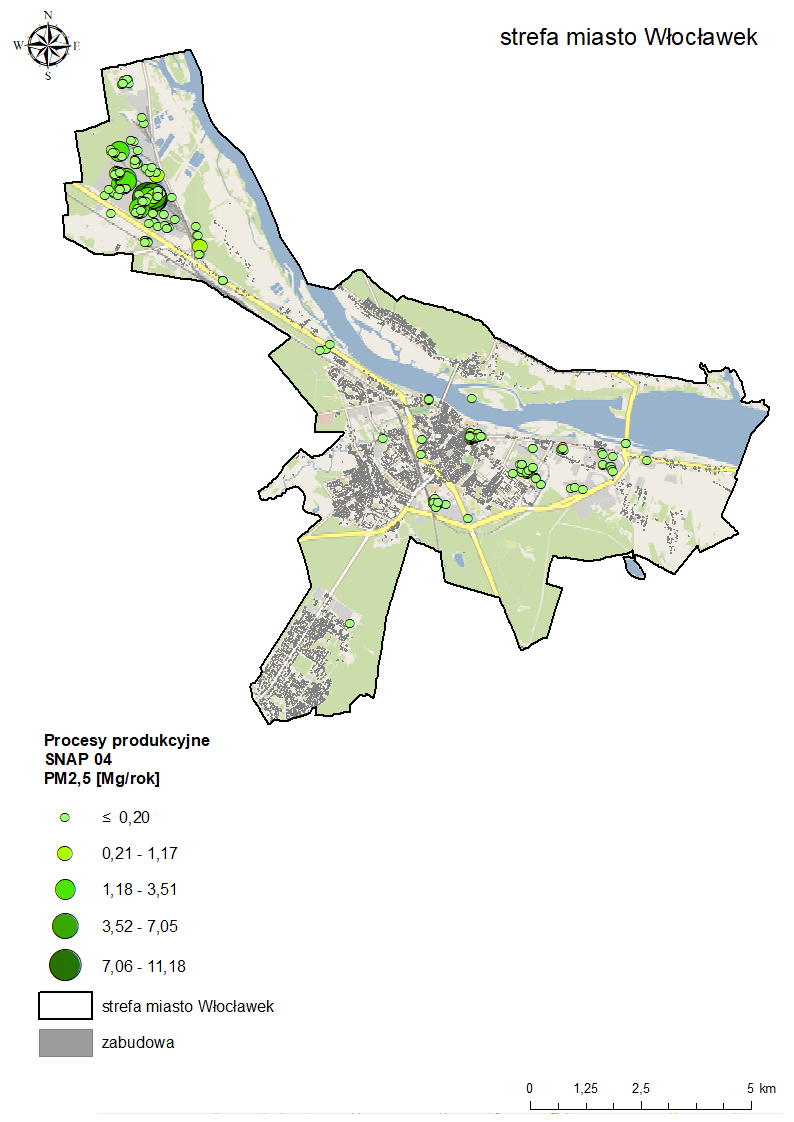 N
W E
S
strefa miasto Włocławek
Procesy produkcyjne
SNAP 04
PM2,5 [Mg/rok]
≤ 0,20
0,21 - 1,17
1,18 - 3,51
3,52 - 7,05
7,06 - 11,18
strefa miasto Włocławek
zabudowa
0 1,25 2,5 5 km